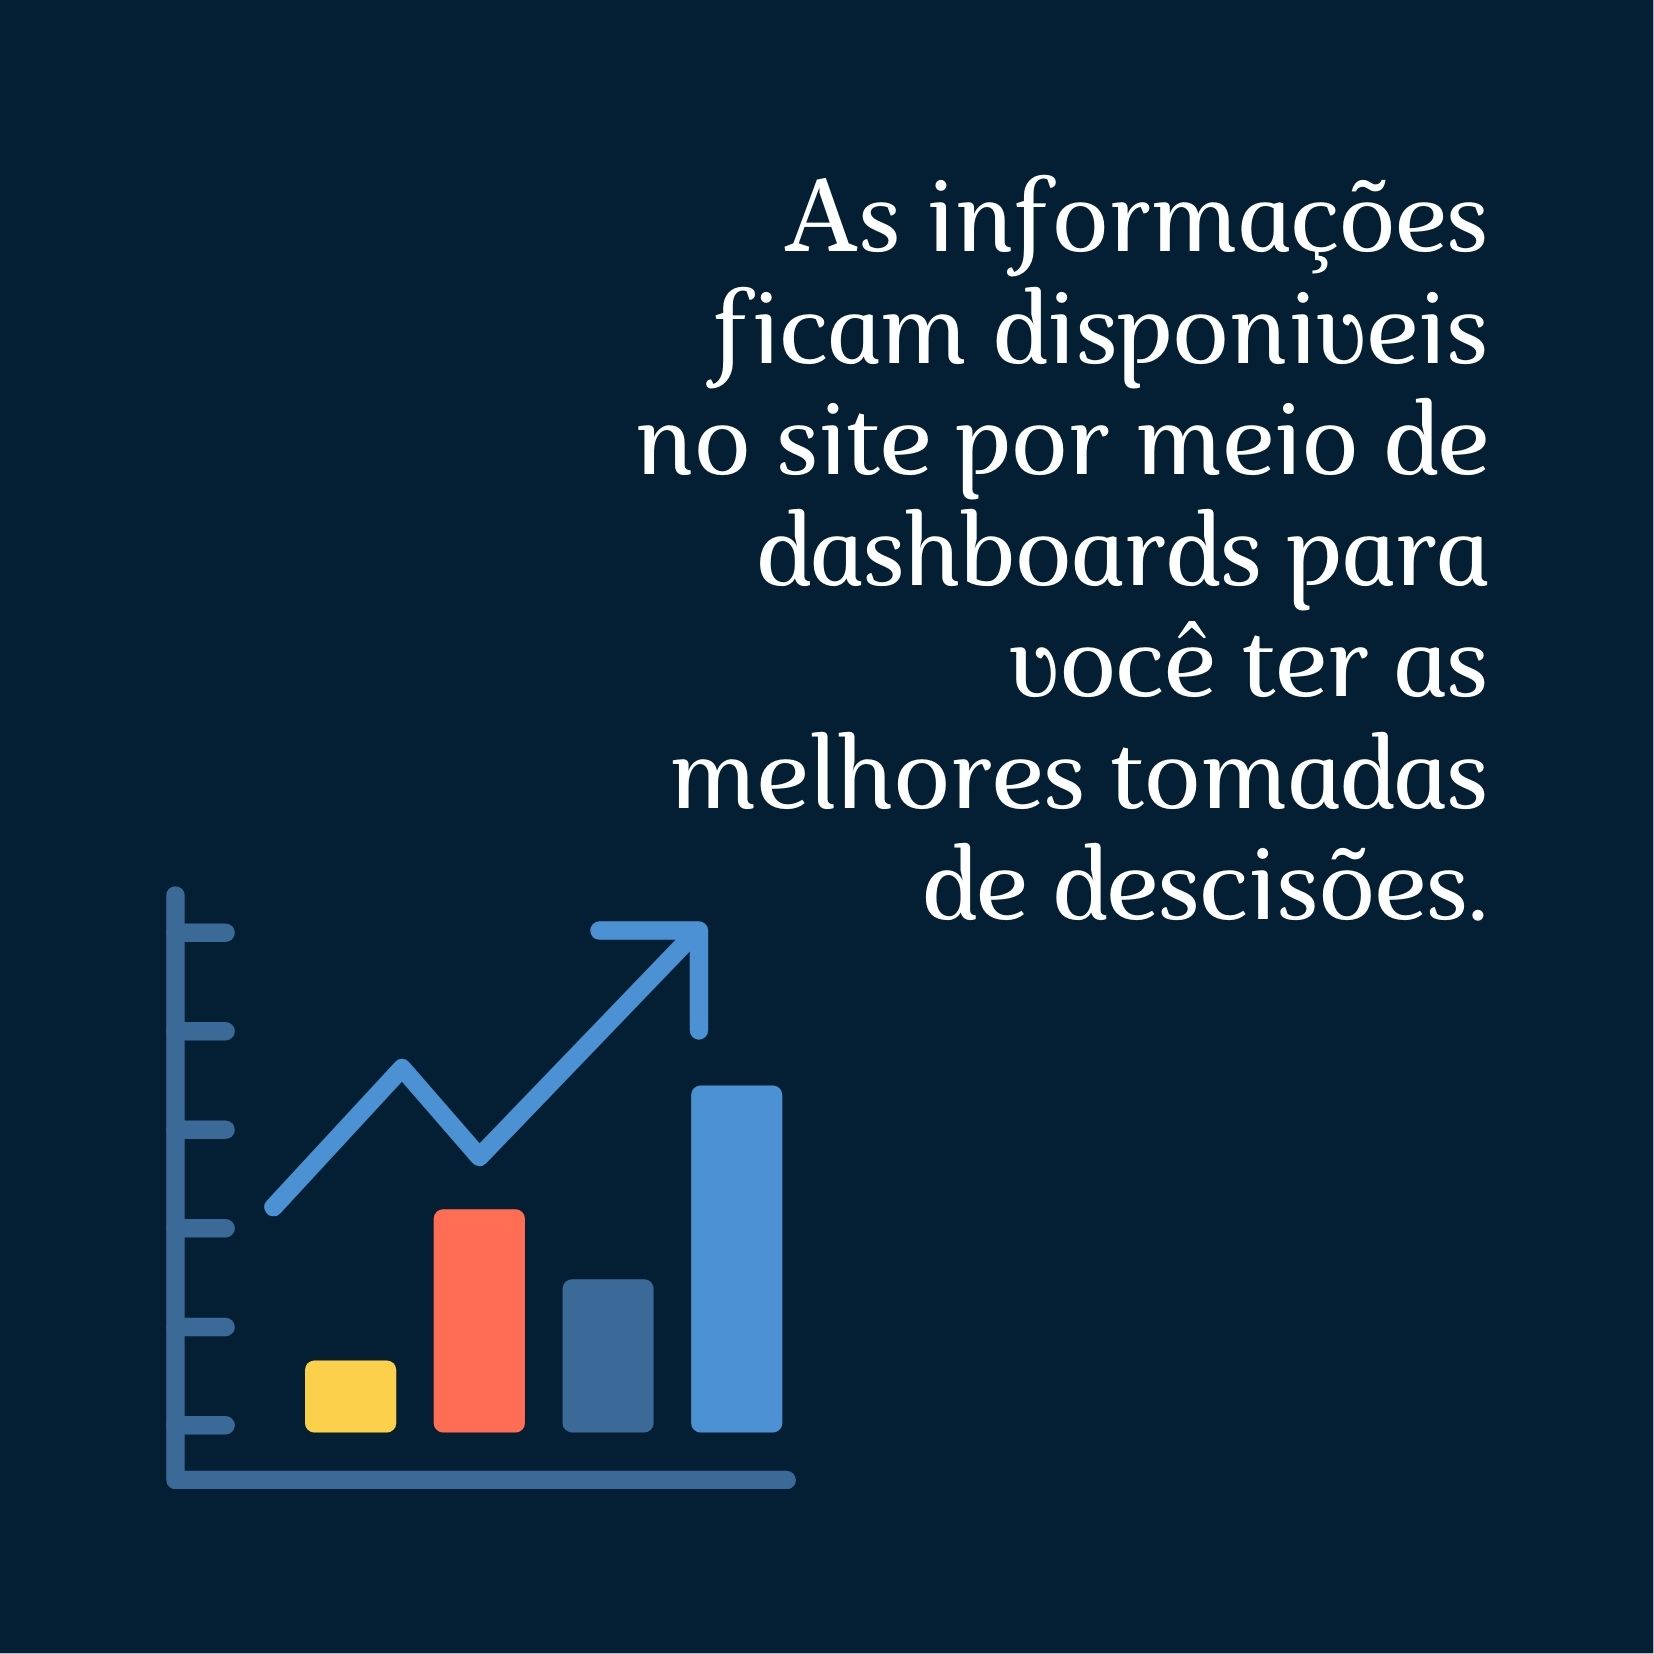 As informações
ficam disponiveis
no site por meio de
dashboards para
você ter as
melhores tomadas
de descisões.